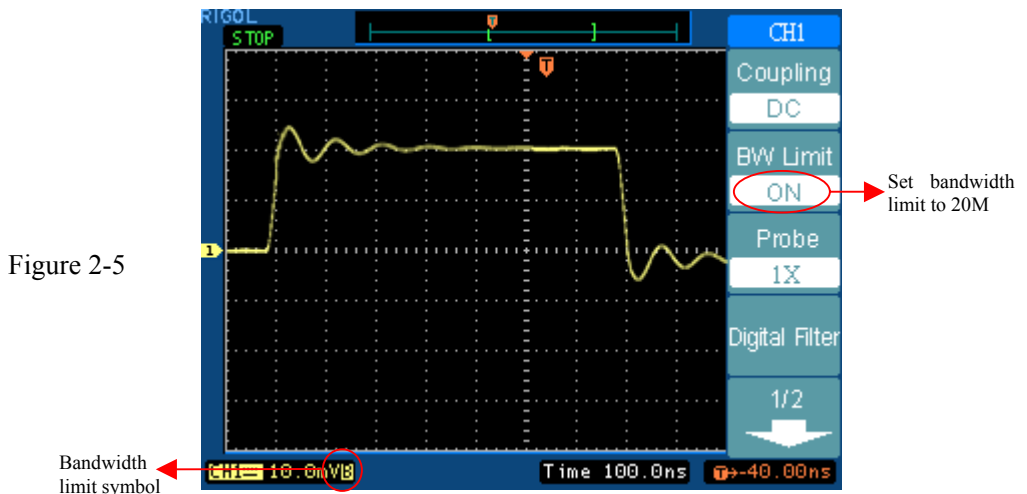 RIGOL
STOP
T
T
CH1
Coupling
DC
BW Limit
ON
Set bandwidth
limit to 20M
Probe
1X
1
Figure 2-5
Digital Filter
1/2
Bandwidth
limit symbol
CH1 10.0mV B
Time 100.0ns
T→-40.00ns